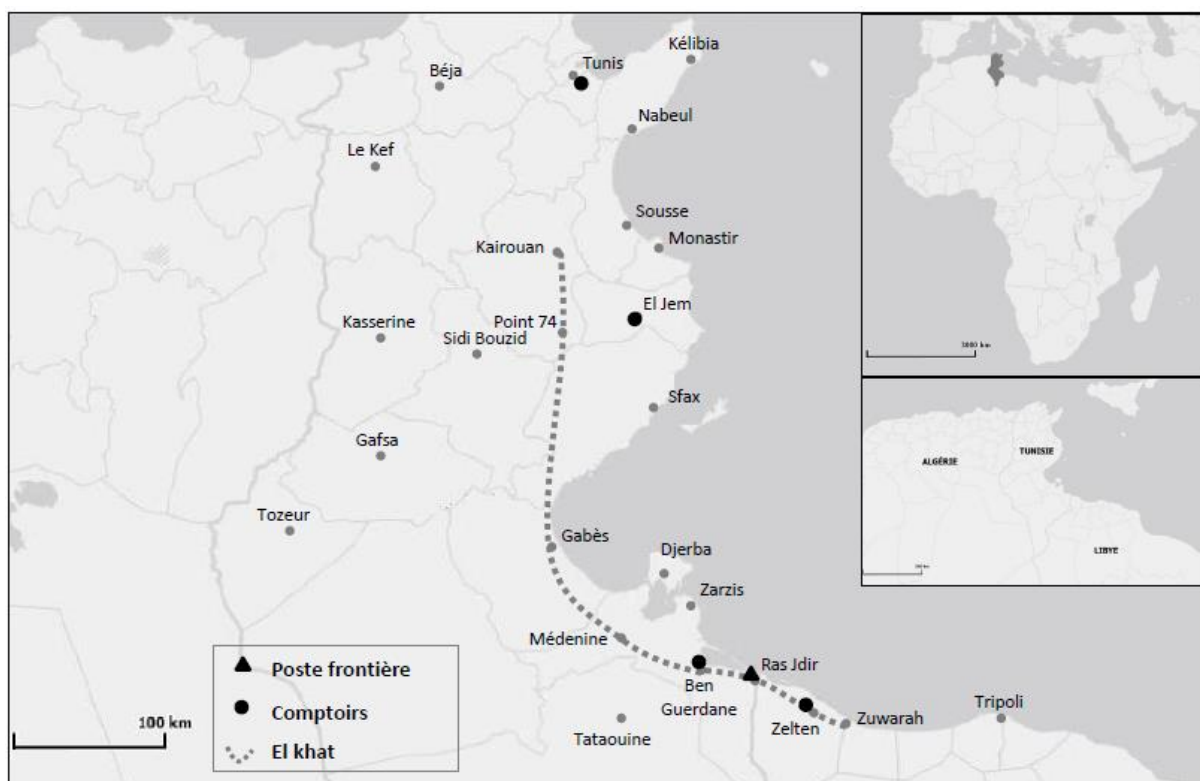 Kélibia
Tunis
Béja
Nabeul
Le Kef
Sousse
Monastir
Kairouan
El Jem
Point 74
Kasserine
Sidi Bouzid
Sfax
Gafsa
Tozeur
Gabès
Djerba
Zarzis
Médenine
Ras Jdir
Ben
Guerdane
Zelten
Zuwarah
Tripoli
Tataouine
Poste frontière
Comptoirs
El khat
100 km
TUNISIE
ALGÉRIE
LIBYE